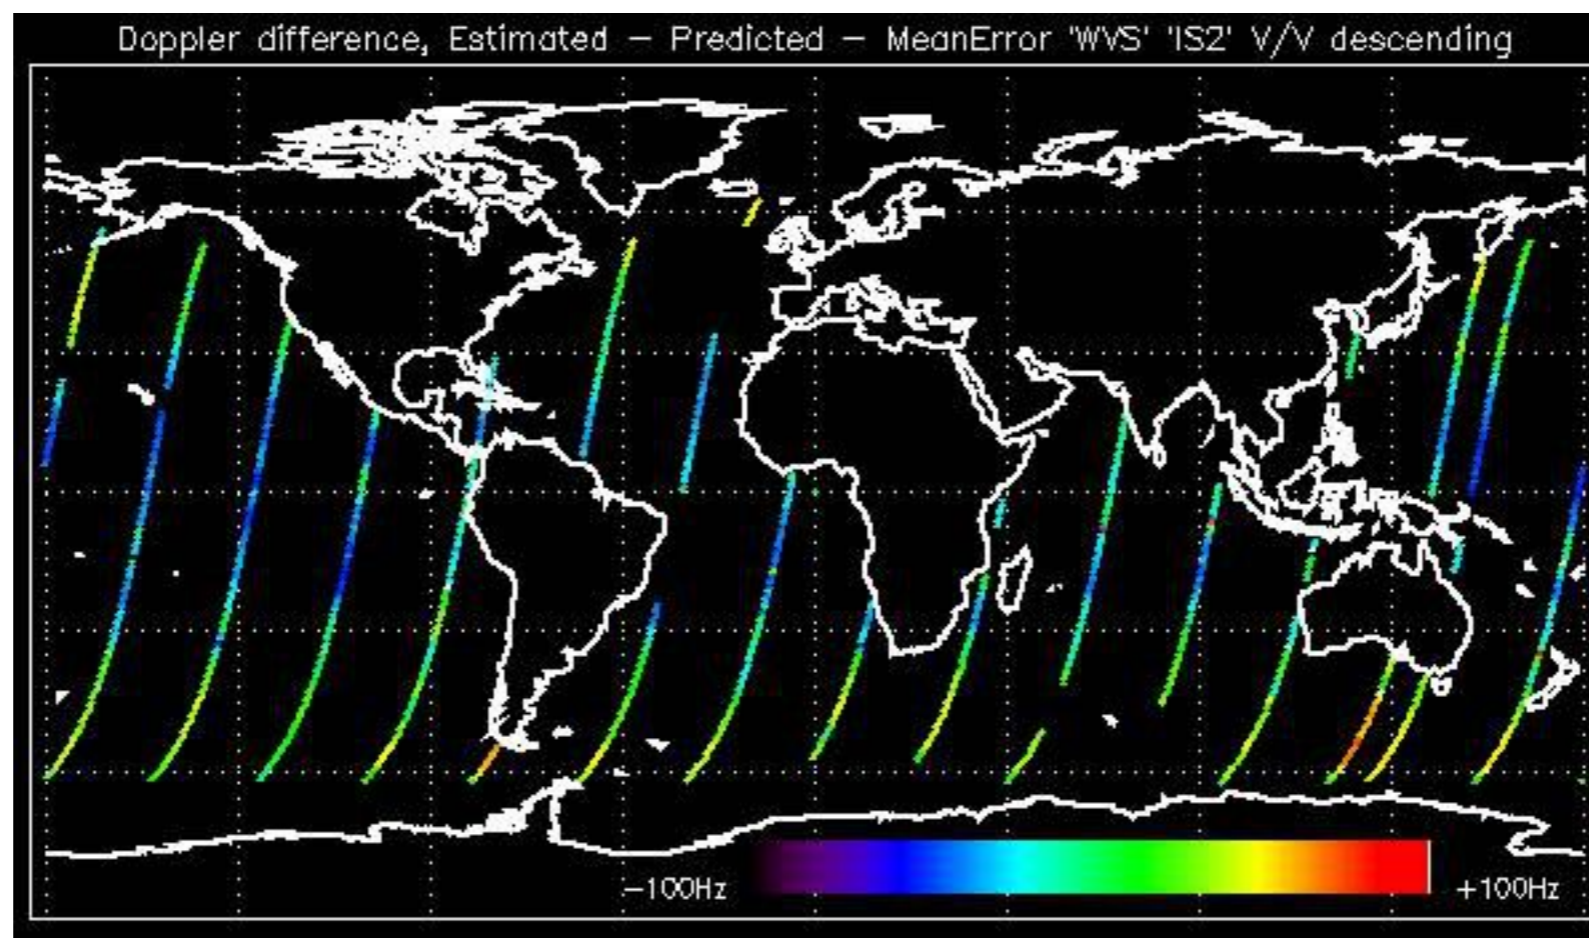 Doppler difference, Estimated – Predicted – MeanError 'WVS' 'IS2' V/V descending
–100Hz +100Hz